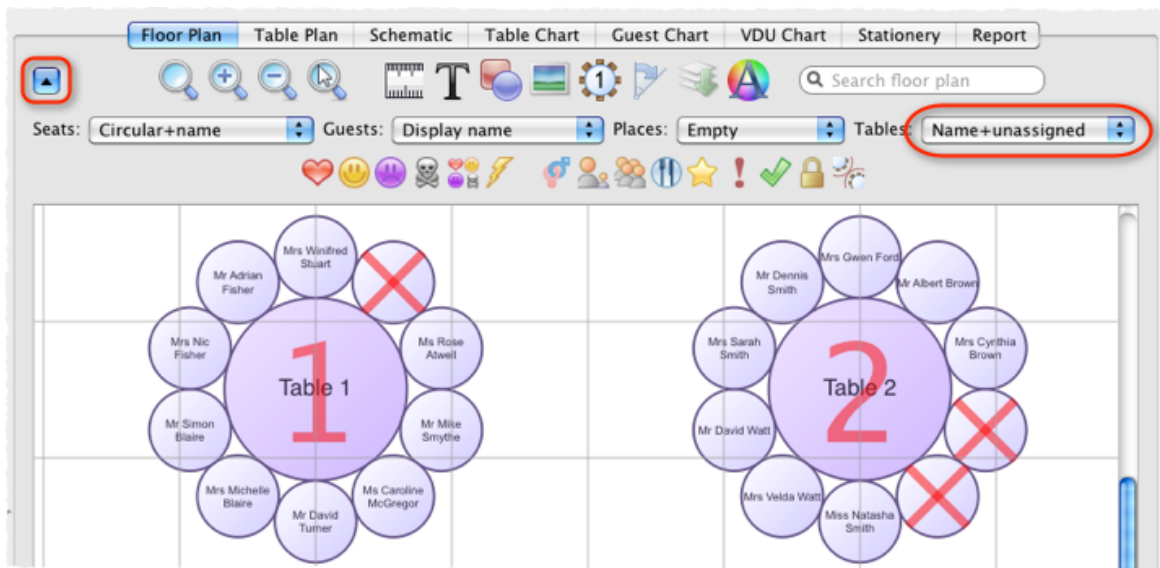 Floor Plan Table Plan Schematic Table Chart Guest Chart VDU Chart Stationery Report
T 1 A Search floor plan
Seats: Circular+name Guests: Display name Places: Empty Tables: Name+unassigned
Mrs Winifred
Stuart
Mr Adrian
Fisher
Mrs Nic
Fisher
Ms Rose
Atwell
Table 1
1
Mr Simon
Blaire
Mr Mike
Smythe
Mrs Michelle
Blaire
Ms Caroline
McGregor
Mr David
Turner
Mrs Gwen Ford
Mr Dennis
Smith
Mr Albert Brown
Mrs Sarah
Smith
Mrs Cynthia
Brown
Table 2
2
Mr David Watt
Mrs Velda Watt
Miss Natasha
Smith